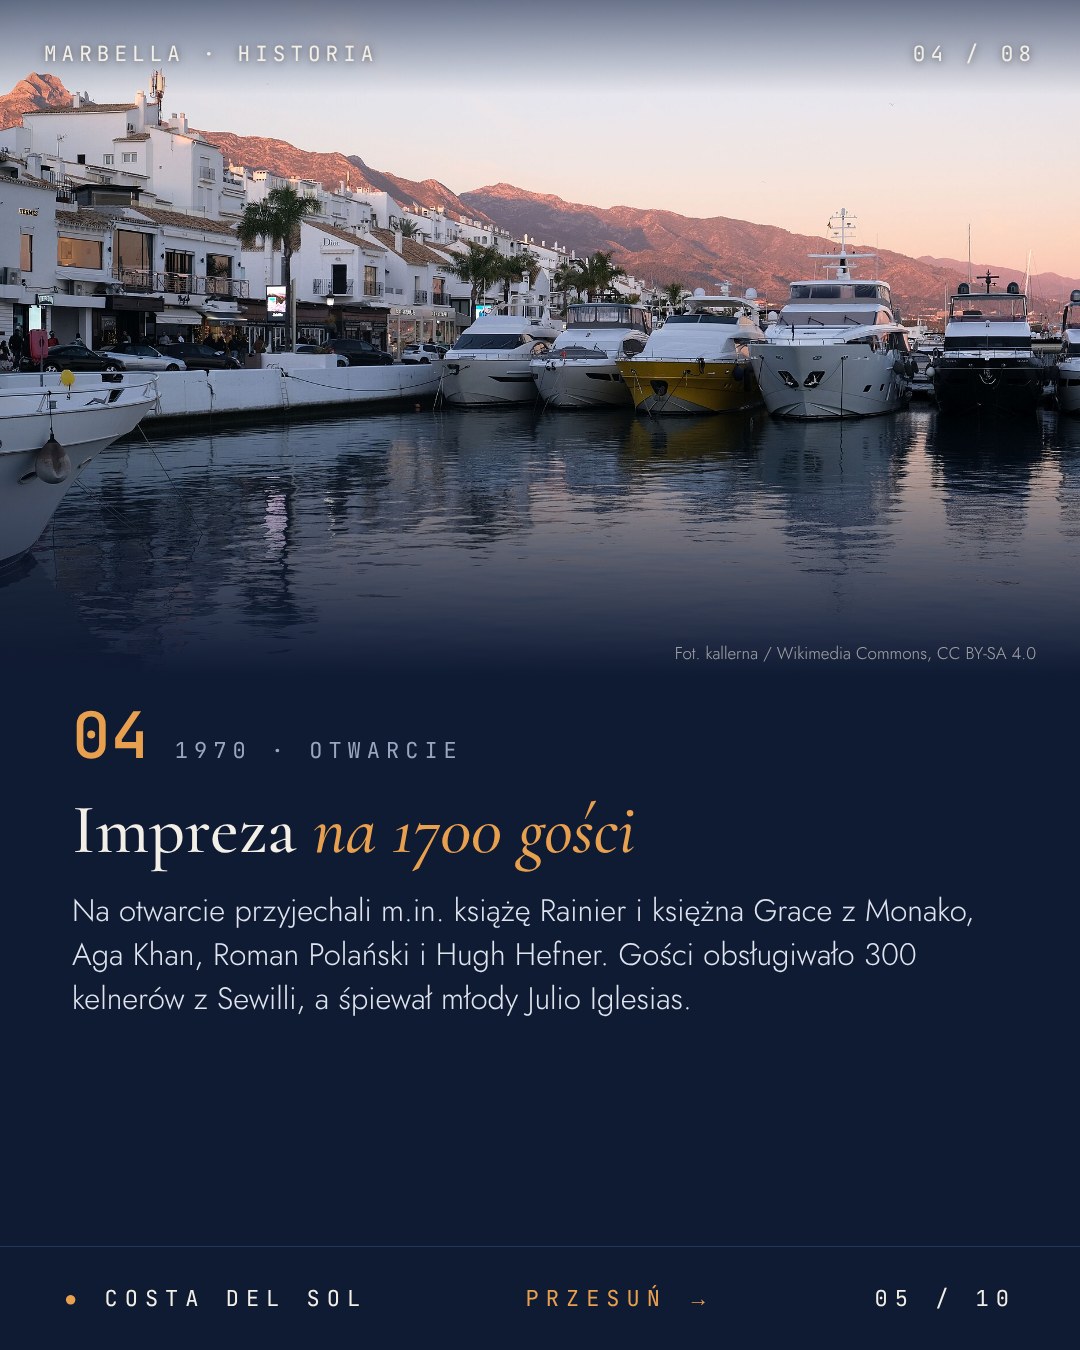 MARBELLA · HISTORIA
04 / 08
Dior
Fot. kallerna / Wikimedia Commons, CC BY-SA 4.0
04 1970 · OTWARCIE
Impreza na 1700 gości
Na otwarcie przyjechali m.in. książę Rainier i księżna Grace z Monako,
Aga Khan, Roman Polański i Hugh Hefner. Gości obsługiwało 300
kelnerów z Sewilli, a śpiewał młody Julio Iglesias.
• COSTA DEL SOL
PRZESUŃ →
05 / 10